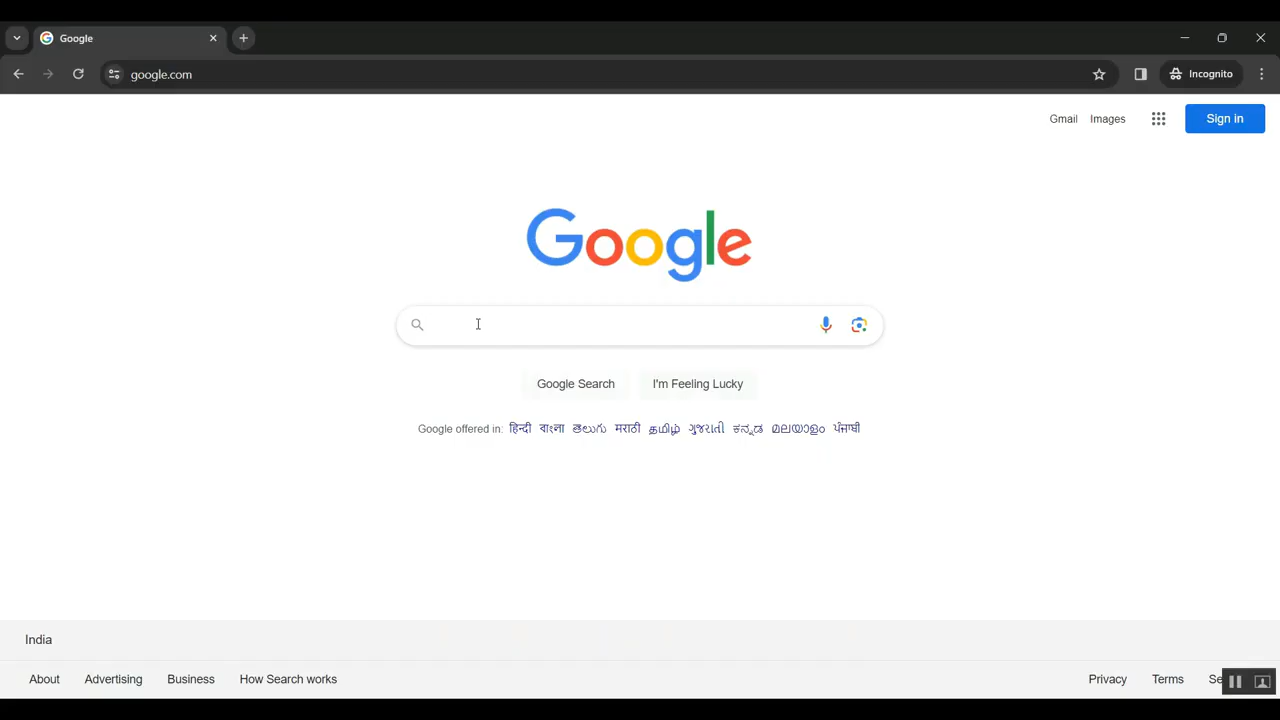 Google
google.com
Incognito
Gmail Images Sign in
Google
Google Search I'm Feeling Lucky
Google offered in: हिन्दी বাংলা తెలుగు मराठी தமிழ் ગુજરાતી ಕನ್ನಡ മലയാളം ਪੰਜਾਬੀ
India
About Advertising Business How Search works Privacy Terms Se